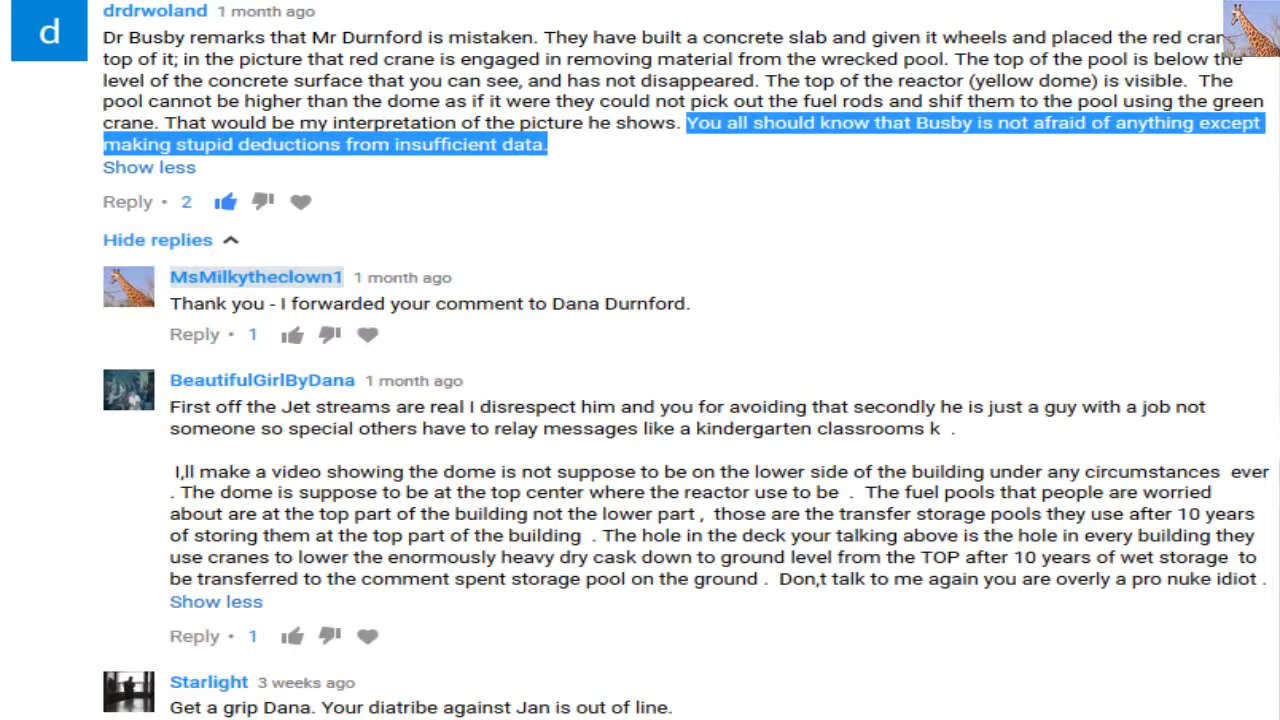 d
drdrwoland 1 month ago
Dr Busby remarks that Mr Durnford is mistaken. They have built a concrete slab and given it wheels and placed the red
top of it; in the picture that red crane is engaged in removing material from the wrecked pool. The top of the pool is below the
level of the concrete surface that you can see, and has not disappeared. The top of the reactor (yellow dome) is visible.  The
pool cannot be higher than the dome as if it were they could not pick out the fuel rods and shif them to the pool using the green
crane. That would be my interpretation of the picture he shows. You all should know that Busby is not afraid of anything except
making stupid deductions from insufficient data.
Show less
Reply • 2
Hide replies
MsMilkytheclown1 1 month ago
Thank you - I forwarded your comment to Dana Durnford.
Reply • 1
BeautifulGirlByDana 1 month ago
First off the Jet streams are real I disrespect him and you for avoiding that secondly he is just a guy with a job not
someone so special others have to relay messages like a kindergarten classrooms k  .
I,ll make a video showing the dome is not suppose to be on the lower side of the building under any circumstances  ever
. The dome is suppose to be at the top center where the reactor use to be  .  The fuel pools that people are worried
about are at the top part of the building not the lower part ,  those are the transfer storage pools they use after 10 years
of storing them at the top part of the building  . The hole in the deck your talking above is the hole in every building they
use cranes to lower the enormously heavy dry cask down to ground level from the TOP after 10 years of wet storage  to
be transferred to the comment spent storage pool on the ground .  Don,t talk to me again you are overly a pro nuke idiot .
Show less
Reply • 1
Starlight 3 weeks ago
Get a grip Dana. Your diatribe against Jan is out of line.